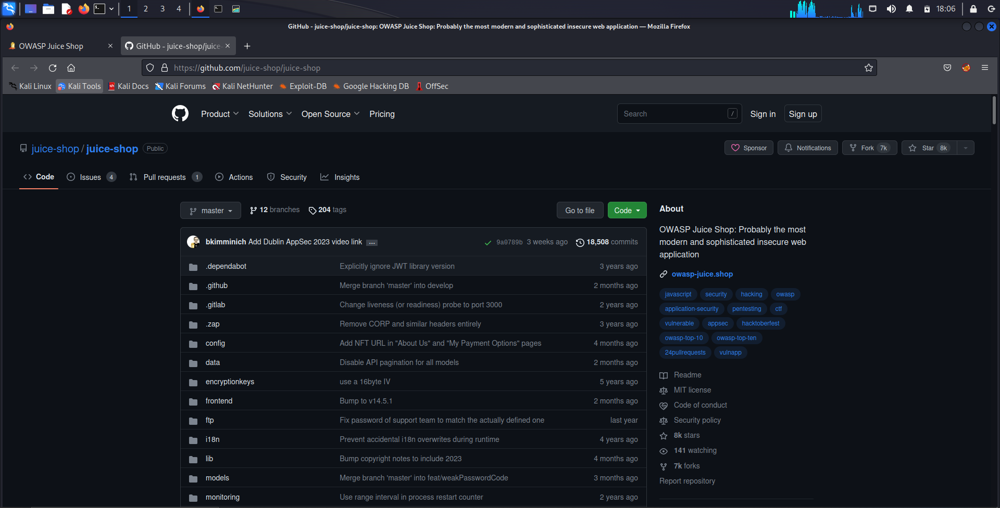 1 2 3 4 18:06
GitHub - juice-shop/juice-shop: OWASP Juice Shop: Probably the most modern and sophisticated insecure web application — Mozilla Firefox
OWASP Juice Shop
GitHub - juice-shop/juice-
https://github.com/juice-shop/juice-shop
Kali Linux Kali Tools Kali Docs Kali Forums Kali NetHunter Exploit-DB Google Hacking DB OffSec
Product Solutions Open Source Pricing Search / Sign in Sign up
juice-shop / juice-shop Public Sponsor Notifications Fork 7k Star 8k
Code Issues 4 Pull requests 1 Actions Security Insights
master 12 branches 204 tags Go to file Code
bkimminich Add Dublin AppSec 2023 video link ... 9a0789b 3 weeks ago 18,508 commits
.dependabot Explicitly ignore JWT library version 3 years ago
.github Merge branch 'master' into develop 2 months ago
.gitlab Change liveness (or readiness) probe to port 3000 2 years ago
.zap Remove CORP and similar headers entirely 3 years ago
config Add NFT URL in "About Us" and "My Payment Options" pages 4 months ago
data Disable API pagination for all models 2 months ago
encryptionkeys use a 16byte IV 5 years ago
frontend Bump to v14.5.1 2 months ago
ftp Fix password of support team to match the actually defined one last year
i18n Prevent accidental i18n overwrites during runtime 4 years ago
lib Bump copyright notes to include 2023 4 months ago
models Merge branch 'master' into feat/weakPasswordCode 3 months ago
monitoring Use range interval in process restart counter 2 years ago
About
OWASP Juice Shop: Probably the most
modern and sophisticated insecure web
application
owasp-juice.shop
javascript security hacking owasp
application-security pentesting ctf
vulnerable appsec hacktoberfest
owasp-top-10 owasp-top-ten
24pullrequests vulnapp
Readme
MIT license
Code of conduct
Security policy
8k stars
141 watching
7k forks
Report repository